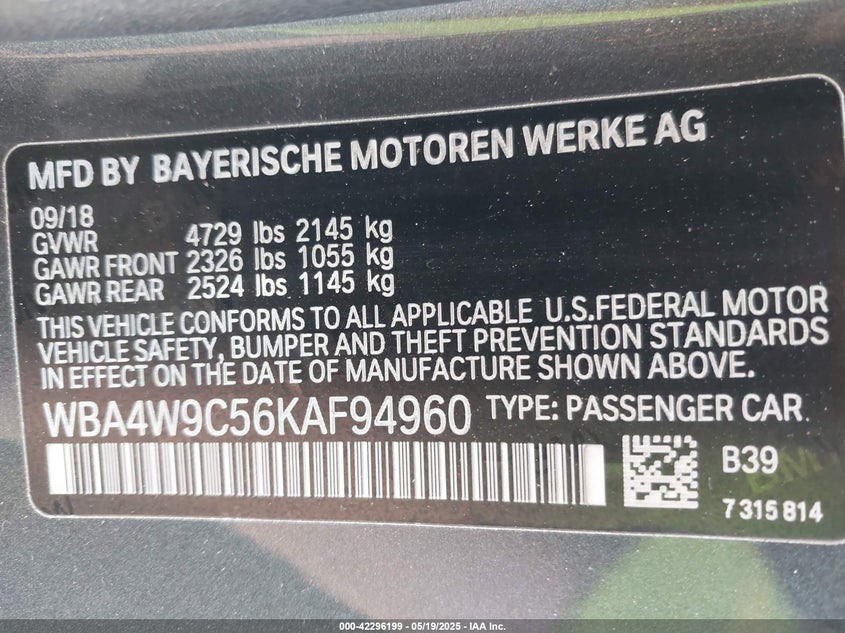 MFD BY BAYERISCHE MOTOREN WERKE AG
09/18
GVWR 4729 lbs 2145 kg
GAWR FRONT 2326 lbs 1055 kg
GAWR REAR 2524 lbs 1145 kg
THIS VEHICLE CONFORMS TO ALL APPLICABLE U.S.FEDERAL MOTOR
VEHICLE SAFETY, BUMPER AND THEFT PREVENTION STANDARDS
IN EFFECT ON THE DATE OF MANUFACTURE SHOWN ABOVE.
WBA4W9C56KAF94960 TYPE: PASSENGER CAR
B39
7315814
000-42296199 - 05/19/2025 - IAA Inc.